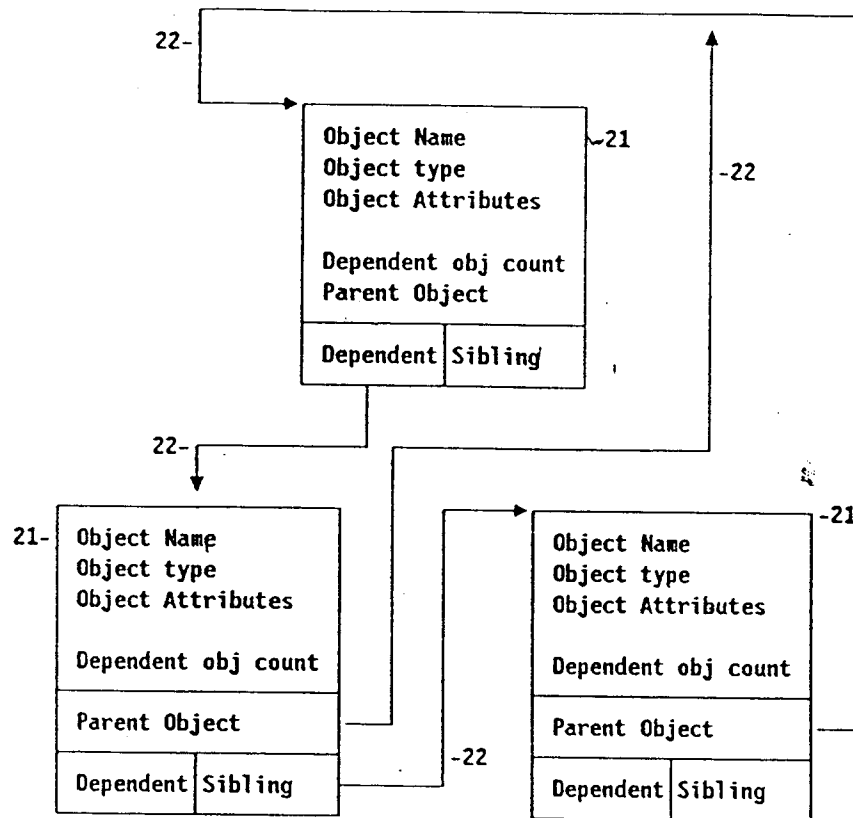 22-
Object Name
-21
Object type
Object Attributes
-22
Dependent obj count
Parent Object
Dependent Sibling
22-
21-
Object Name
Object type
Object Attributes
Dependent obj count
Parent Object
Dependent Sibling
-22
-21
Object Name
Object type
Object Attributes
Dependent obj count
Parent Object
Dependent Sibling